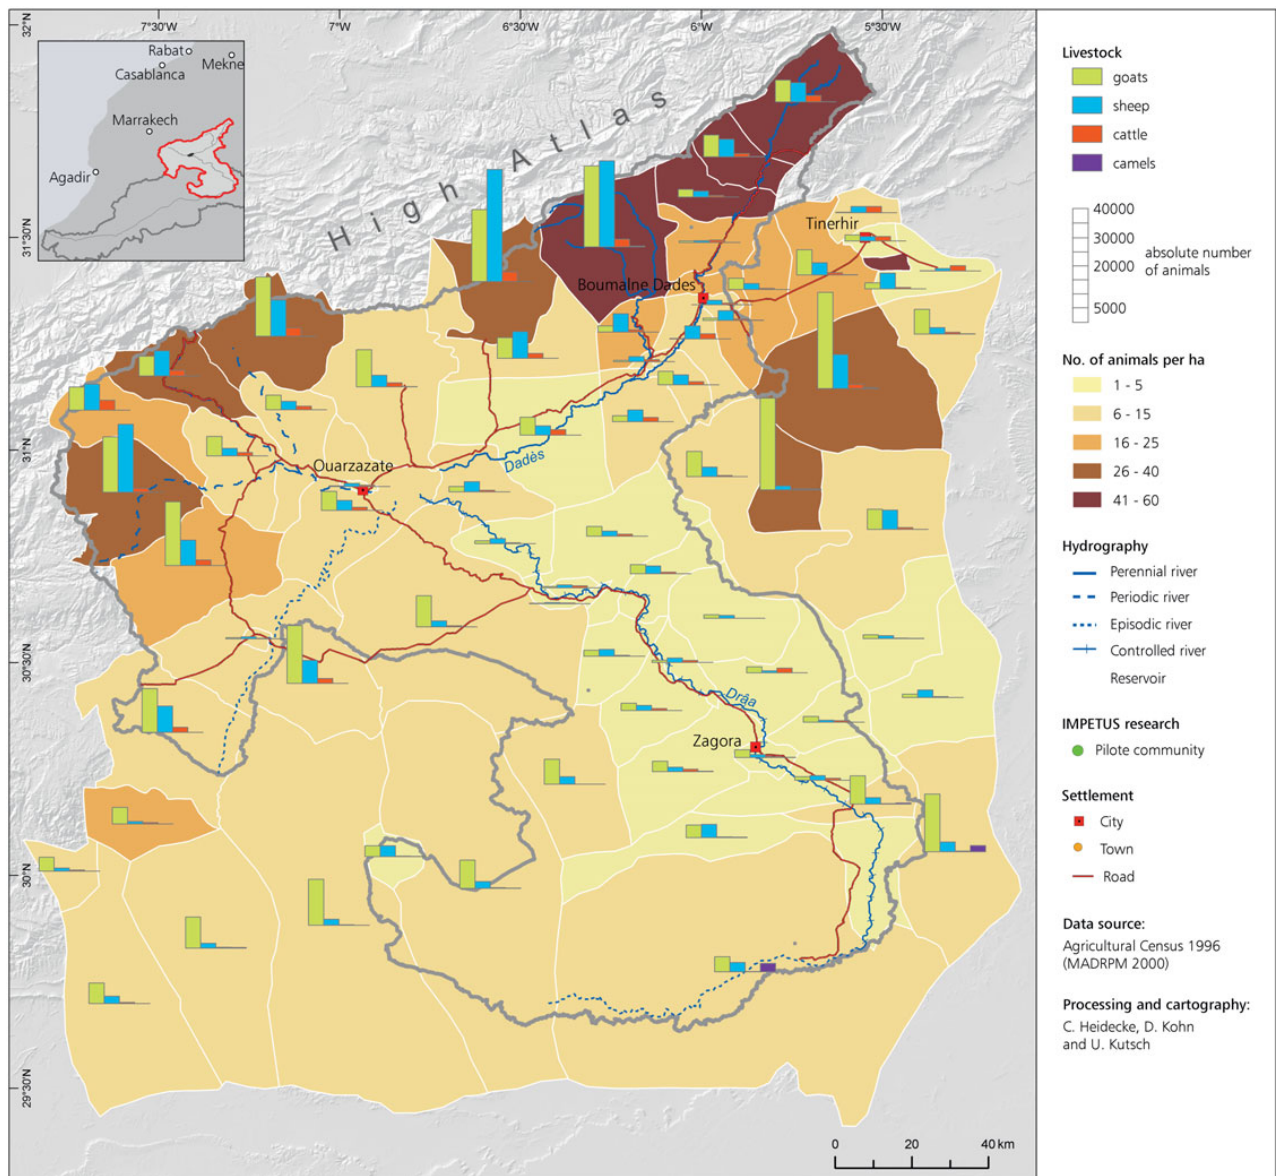 7°30'W
7°W
6°30'W
6°W
5°30'W
32°N
31°30'N
31°N
30°30'N
30°N
29°30'N
Rabat
Mekne
Casablanca
Marrakech
Agadir
High Atlas
Tinerhir
Boumalne Dades
Ouarzazate
Dadès
Drâa
Zagora
0 20 40 km
Livestock
goats
sheep
cattle
camels
40000
30000
20000
5000
absolute number
of animals
No. of animals per ha
1 - 5
6 - 15
16 - 25
26 - 40
41 - 60
Hydrography
Perennial river
Periodic river
Episodic river
Controlled river
Reservoir
IMPETUS research
Pilote community
Settlement
City
Town
Road
Data source:
Agricultural Census 1996
(MADRPM 2000)
Processing and cartography:
C. Heidecke, D. Kohn
and U. Kutsch